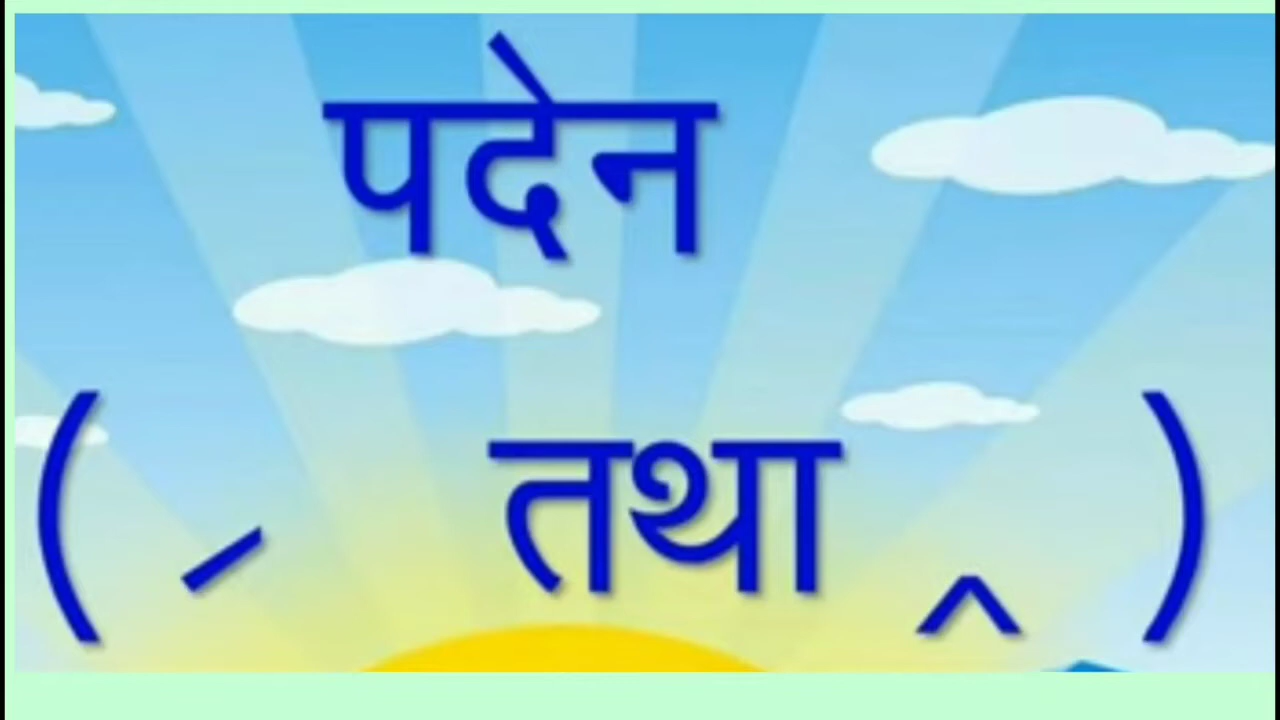 पदेन
( ्र तथा ^ )